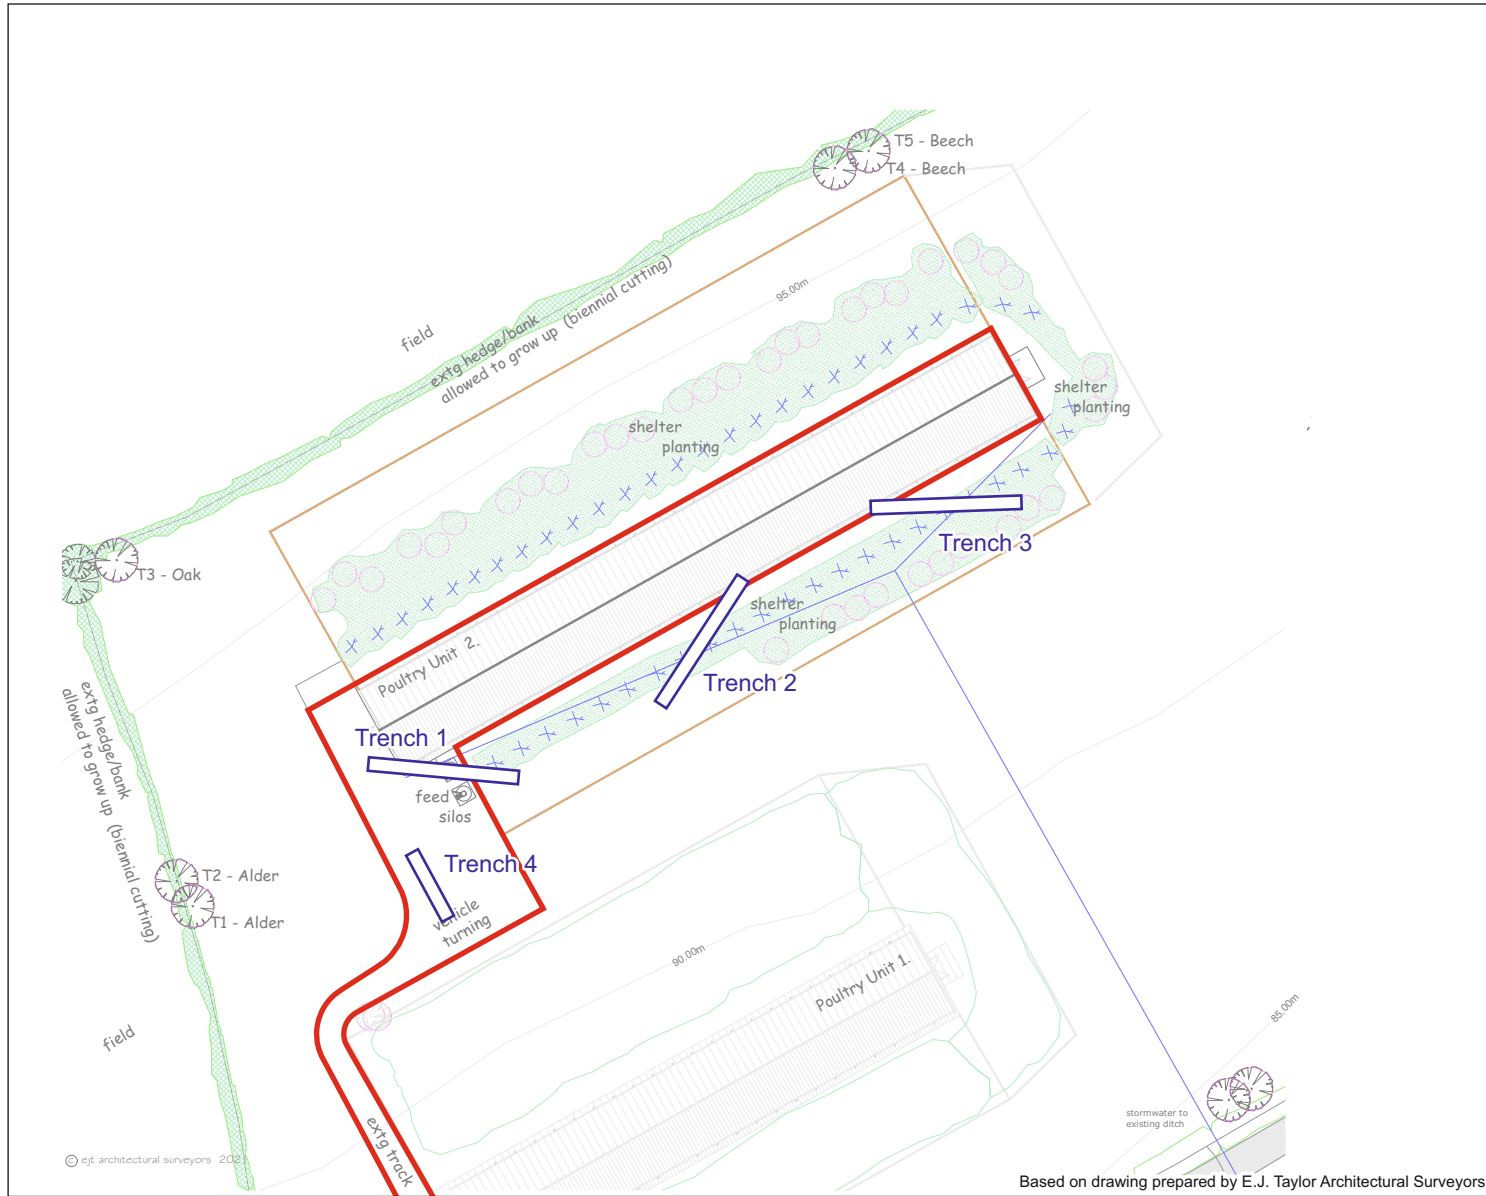 T5 - Beech
T4 - Beech
field
extg hedge/bank
allowed to grow up (biennial cutting)
95.00m
shelter
planting
shelter
planting
T3 - Oak
Trench 3
shelter
planting
Poultry Unit 2.
Trench 2
extg hedge/bank
allowed to grow up (biennial cutting)
Trench 1
feed
silos
Trench 4
T2 - Alder
T1 - Alder
vehicle
turning
90.00m
Poultry Unit 1.
field
85.00m
extg track
stormwater to
existing ditch
© ejt architectural surveyors
Based on drawing prepared by E.J. Taylor Architectural Surveyors